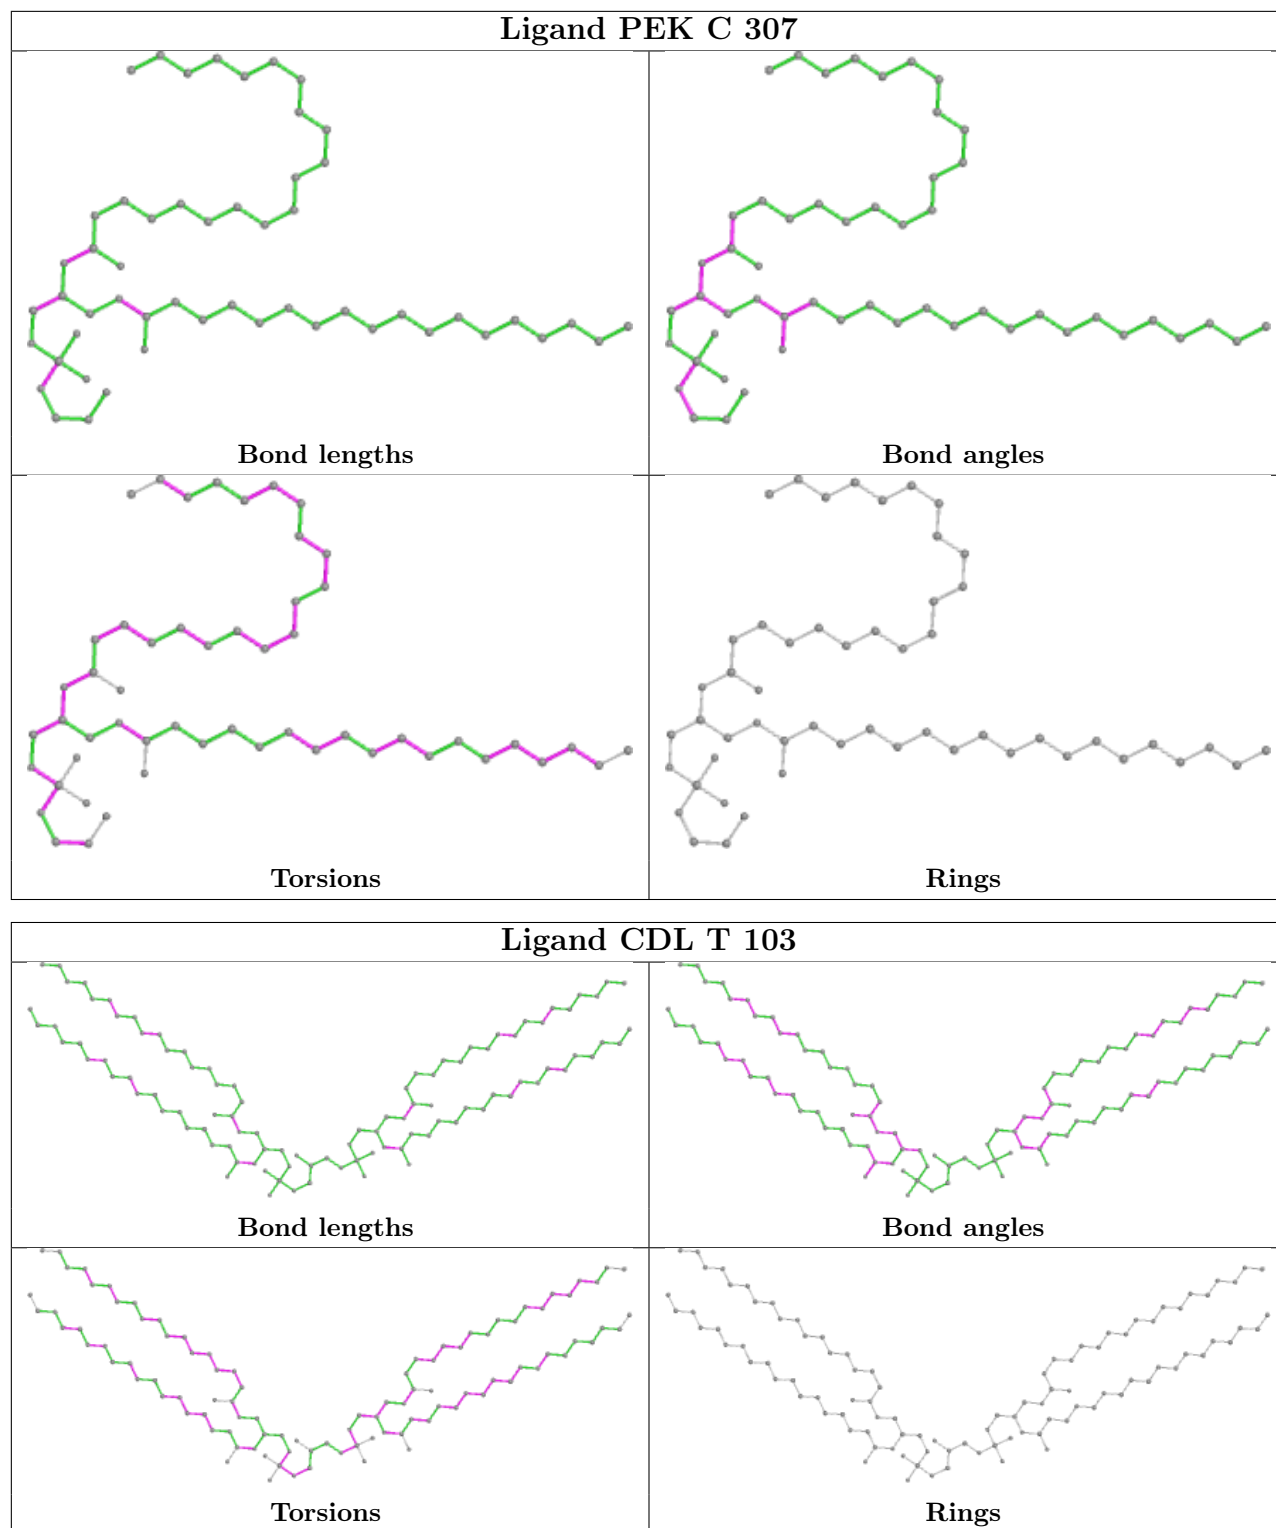 Ligand PEK C 307
Bond lengths
Bond angles
Torsions
Rings
Ligand CDL T 103
Bond lengths
Bond angles
Torsions
Rings